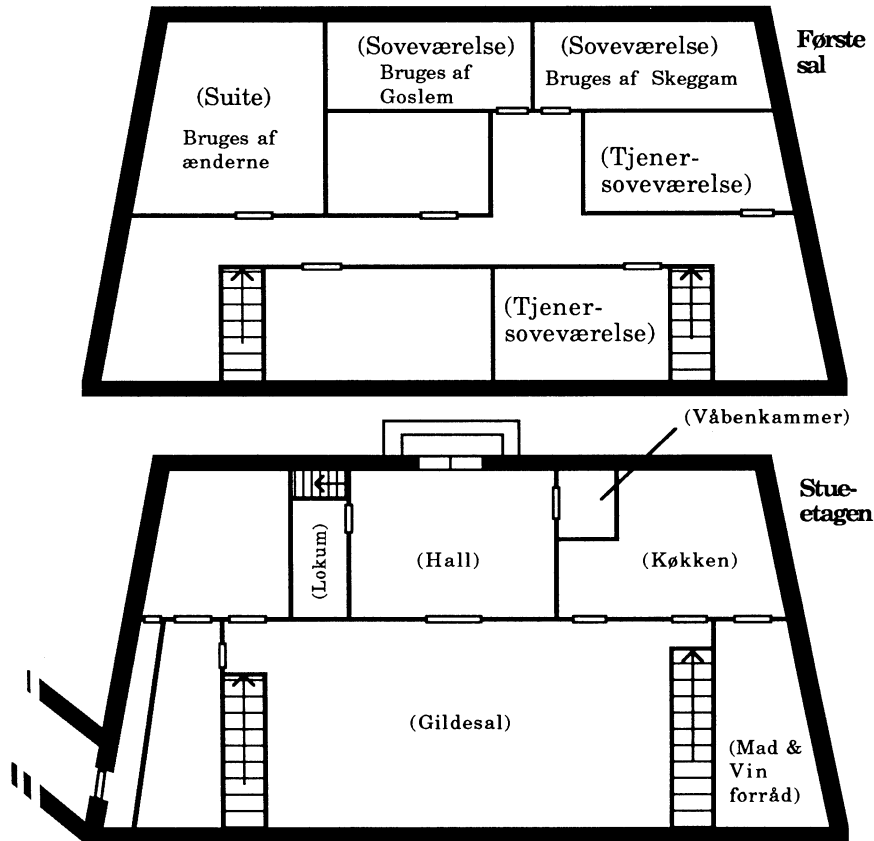 Første
sal
(Suite)
Bruges af
ænderne
(Soveværelse)
Bruges af
Goslem
(Soveværelse)
Bruges af Skeggam
(Tjener-
soveværelse)
(Tjener-
soveværelse)
(Våbenkammer)
Stue-
etagen
(Lokum)
(Hall)
(Køkken)
(Gildesal)
(Mad &
Vin
forråd)